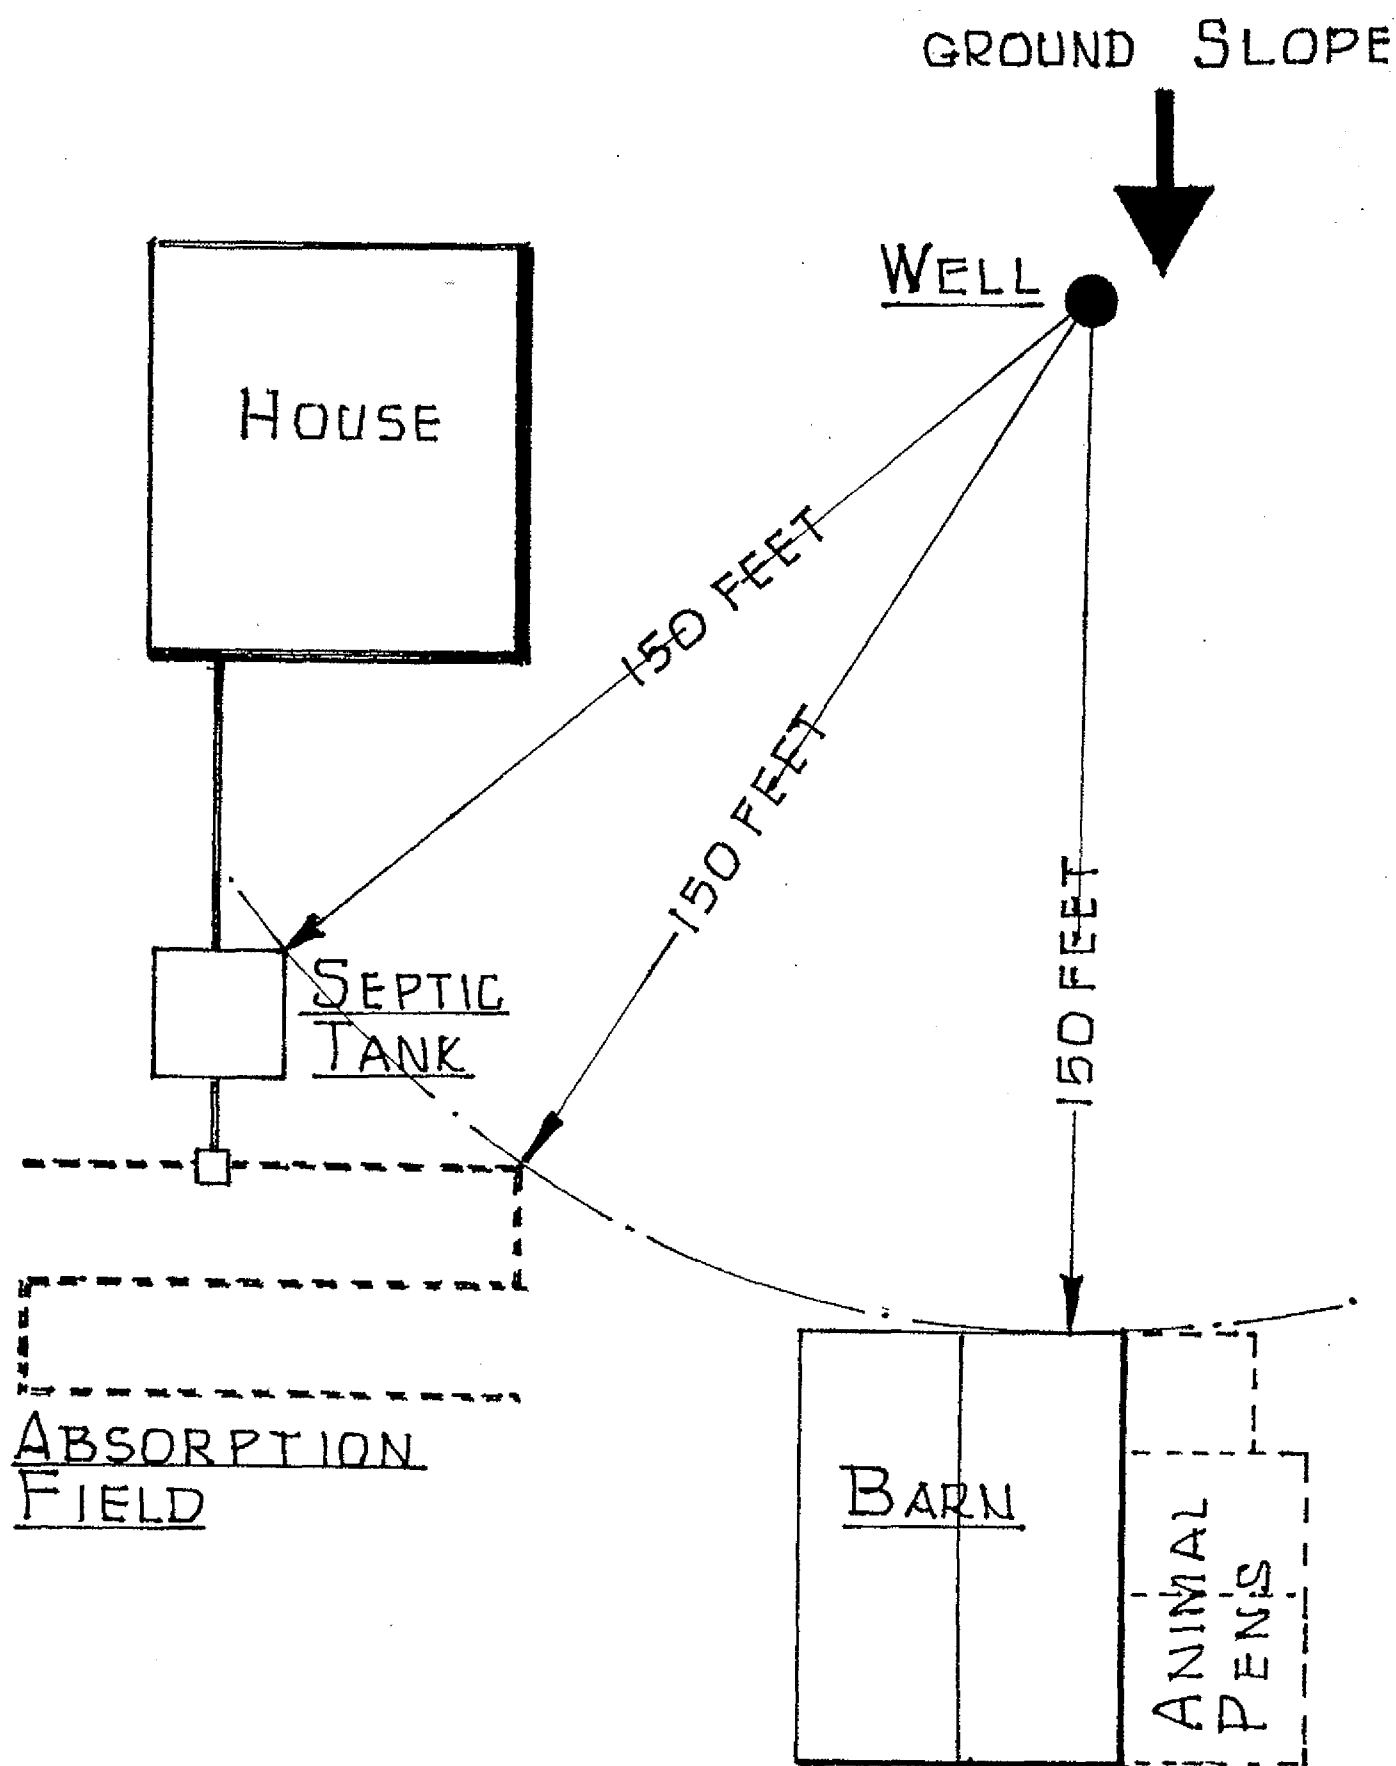 GROUND SLOPE
WELL
HOUSE
150 FEET
150 FEET
150 FEET
SEPTIC
TANK
ABSORPTION
FIELD
BARN
ANIMAL
PENS